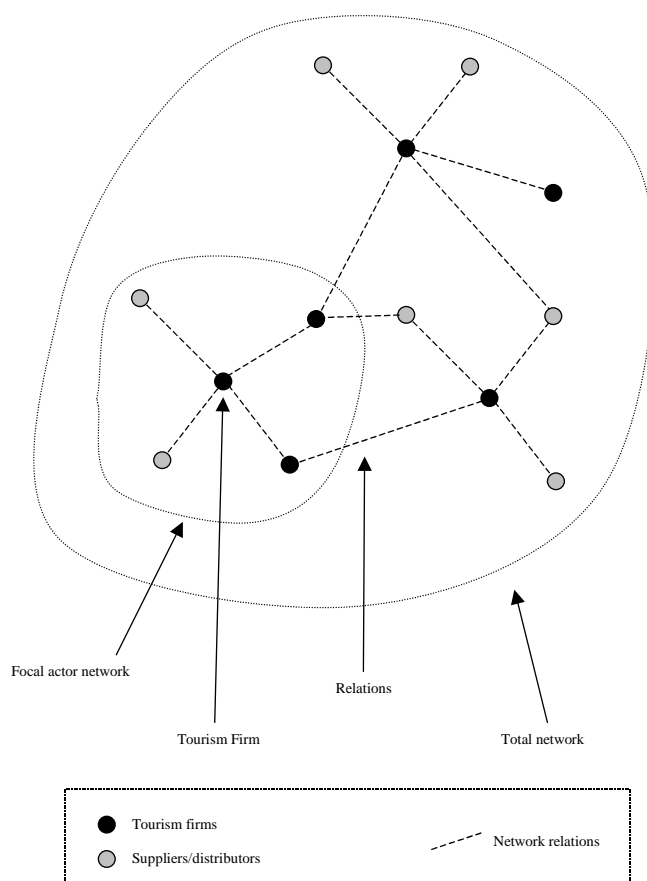 Focal actor network
Relations
Tourism Firm
Total network
Tourism firms
Network relations
Suppliers/distributors